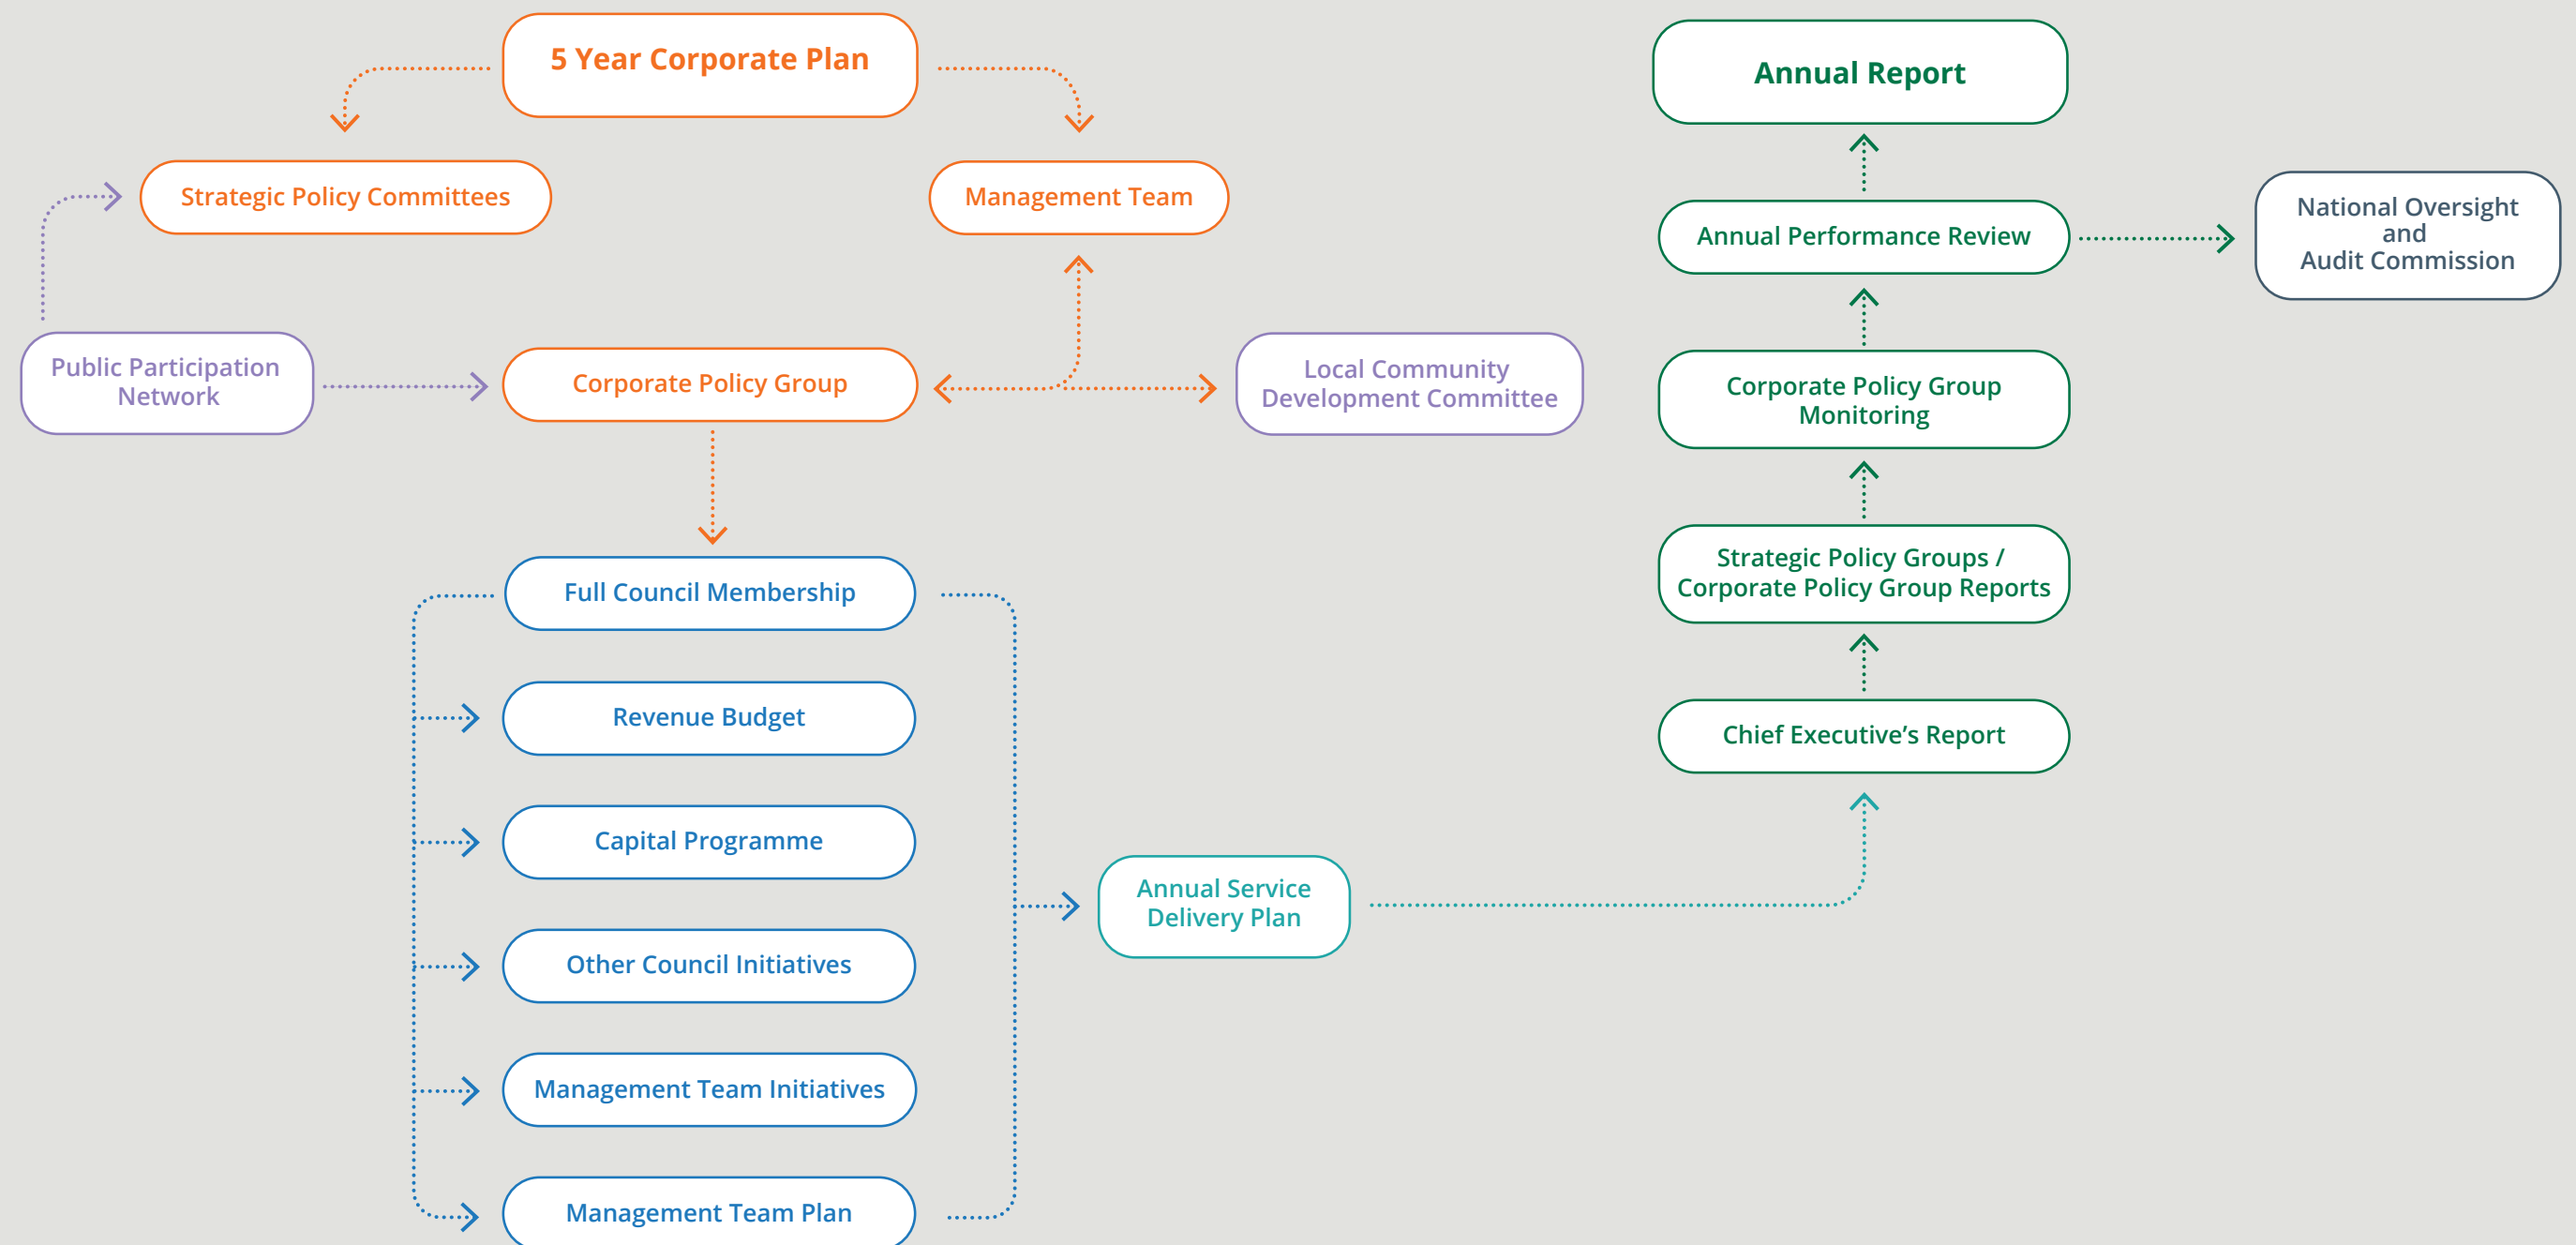 5 Year Corporate Plan
Strategic Policy Committees
Management Team
Public Participation
Network
Corporate Policy Group
Local Community
Development Committee
Full Council Membership
Revenue Budget
Capital Programme
Other Council Initiatives
Management Team Initiatives
Management Team Plan
Annual Service
Delivery Plan
Annual Report
Annual Performance Review
National Oversight
and
Audit Commission
Corporate Policy Group
Monitoring
Strategic Policy Groups /
Corporate Policy Group Reports
Chief Executive’s Report